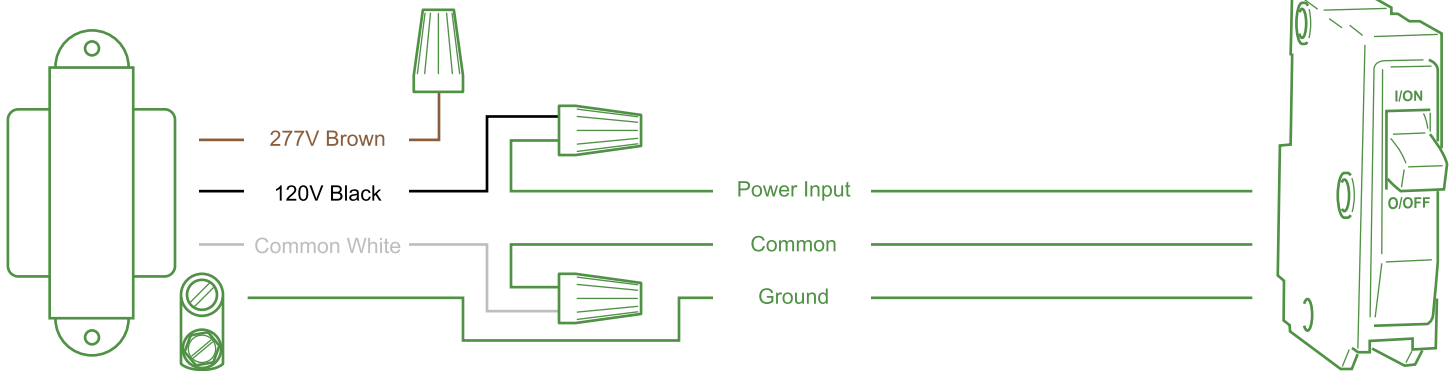 277V Brown
120V Black
Common White
Power Input
Common
Ground
I/ON
O/OFF